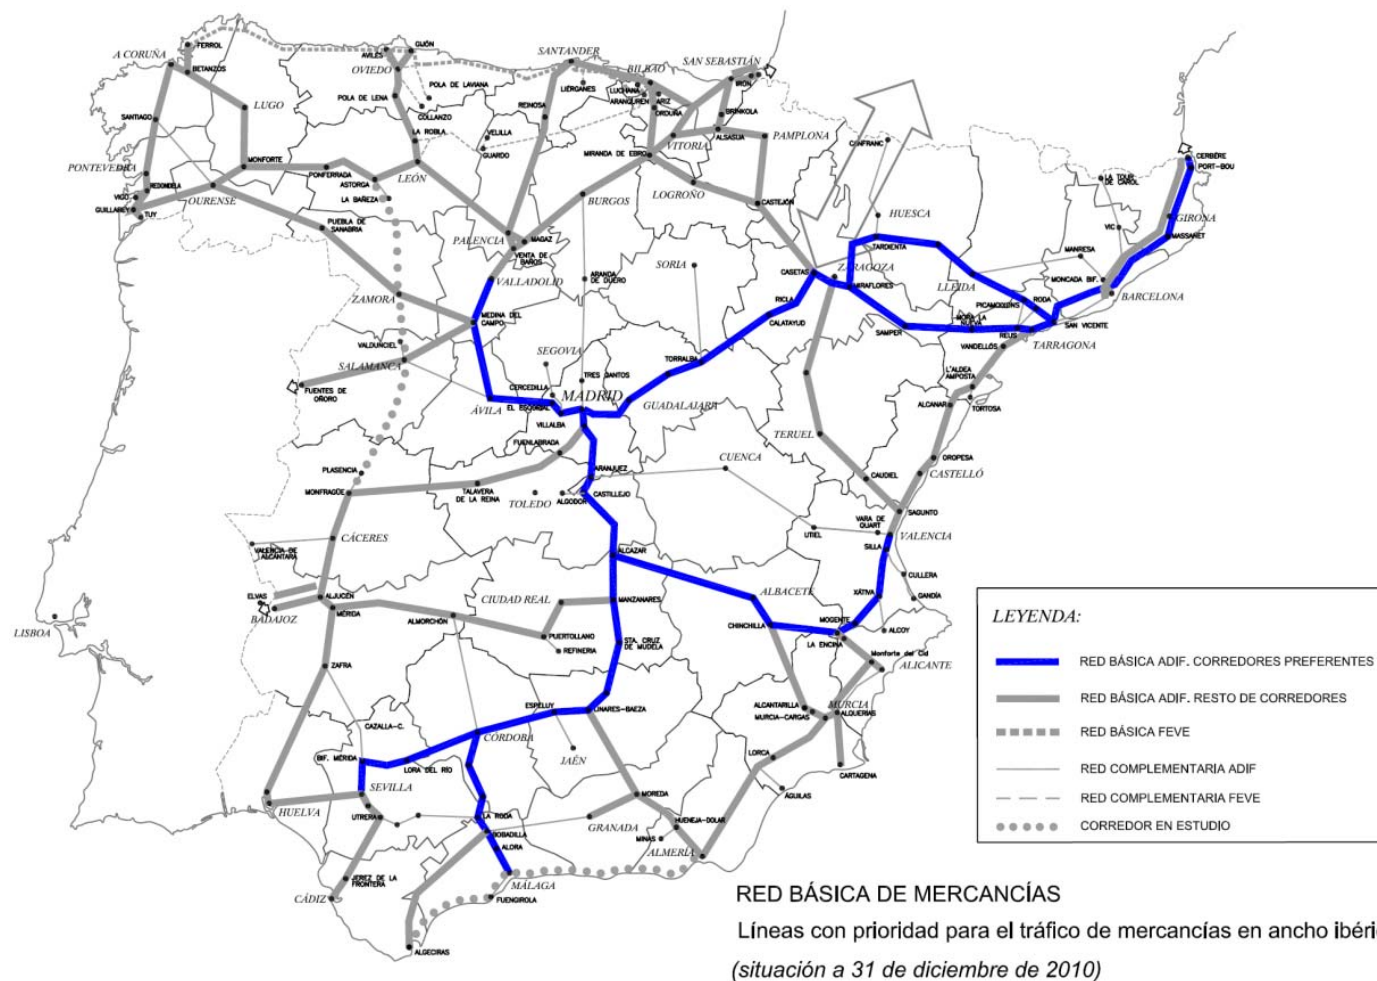 FERROL
A CORUÑA
BETANZOS
LUGO
SANTIAGO
PONTEVEDRA
REDONDELA
VIGO
GUILLAREY
TUY
OURENSE
MONFORTE
PONFERRADA
ASTORGA
LA BAÑEZA
PUEBLA DE
SANABRIA
AVILES
GIJÓN
OVIEDO
POLA DE LAVIANA
POLA DE LENA
COLLANZO
LA ROBLA
VELILLA
GUARDO
LEÓN
SANTANDER
LIÉRGANES
REINOSA
BILBAO
LUCHANA
ARANGUREN
ARIZ
ORDUÑA
SAN SEBASTIÁN
IRÚN
BRINKOLA
ALSASUA
PAMPLONA
VITORIA
MIRANDA DE EBRO
LOGROÑO
CASTEJÓN
BURGOS
PALENCIA
MAGAZ
VENTA DE
BAÑOS
VALLADOLID
ARANDA
DE DUERO
SORIA
ZAMORA
MEDINA DEL
CAMPO
VALDUNCIEL
SALAMANCA
FUENTES DE
OÑORO
SEGOVIA
CERCEDILLA
TRES CANTOS
MADRID
ÁVILA
EL ESCORIAL
VILLALBA
GUADALAJARA
TORRALBA
CALATAYUD
RICLA
CASETAS
ZARAGOZA
MIRAFLORES
CANFRANC
HUESCA
TARDIENTA
LLEIDA
LA TOUR
DE CAROL
CERBÉRE
PORT-BOU
GIRONA
MASSANET
VIC
MANRESA
MONCADA BIF.
BARCELONA
PICAMOIXONS
RODA
SAN VICENTE
MORA LA
NUEVA
REUS
TARRAGONA
VANDELLÓS
SAMPER
L'ALDEA
AMPOSTA
TORTOSA
ALCANAR
OROPESA
CASTELLÓ
TERUEL
CAUDIEL
SAGUNTO
VARA DE
QUART
VALENCIA
UTIEL
SILLA
CULLERA
GANDÍA
XÁTIVA
ALCOY
MOGENTE
LA ENCINA
Monforte del Cid
ALICANTE
PLASENCIA
MONFRAGÜE
TALAVERA
DE LA REINA
FUENLABRADA
TOLEDO
ALGODOR
ARANJUEZ
CASTILLEJO
CUENCA
CÁCERES
VALENCIA DE
ALCÁNTARA
ELVAS
BADAJOZ
ALJUCÉN
MÉRIDA
ALMORCHÓN
CIUDAD REAL
PUERTOLLANO
REFINERIA
ALCAZAR
MANZANARES
STA. CRUZ
DE MUDELA
ALBACETE
CHINCHILLA
ALCANTARILLA
MURCIA-CARGAS
MURCIA
ALQUERÍAS
CARTAGENA
LORCA
ÁGUILAS
LISBOA
ZAFRA
CAZALLA-C.
BIF. MÉRIDA
LORA DEL RÍO
CÓRDOBA
ESPELUY
LINARES-BAEZA
JAÉN
SEVILLA
HUELVA
UTRERA
LA RODA
BOBADILLA
ALORA
MÁLAGA
FUENGIROLA
GRANADA
MOREDA
HUENEJA-DOLAR
MINAS
ALMERÍA
JEREZ DE LA
FRONTERA
CÁDIZ
ALGECIRAS
LEYENDA:
RED BÁSICA ADIF. CORREDORES PREFERENTES
RED BÁSICA ADIF. RESTO DE CORREDORES
RED BÁSICA FEVE
RED COMPLEMENTARIA ADIF
RED COMPLEMENTARIA FEVE
CORREDOR EN ESTUDIO
RED BÁSICA DE MERCANCÍAS
Líneas con prioridad para el tráfico de mercancías en ancho ibéri
(situación a 31 de diciembre de 2010)